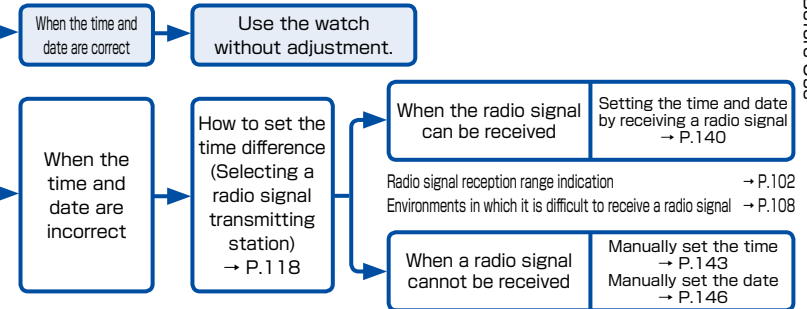 When the time and
date are correct
Use the watch
without adjustment.
When the
time and
date are
incorrect
How to set the
time difference
(Selecting a
radio signal
transmitting
station)
→ P.118
When the radio signal
can be received
Setting the time and date
by receiving a radio signal
→ P.140
Radio signal reception range indication → P.102
Environments in which it is difficult to receive a radio signal → P.108
When a radio signal
cannot be received
Manually set the time
→ P.143
Manually set the date
→ P.146